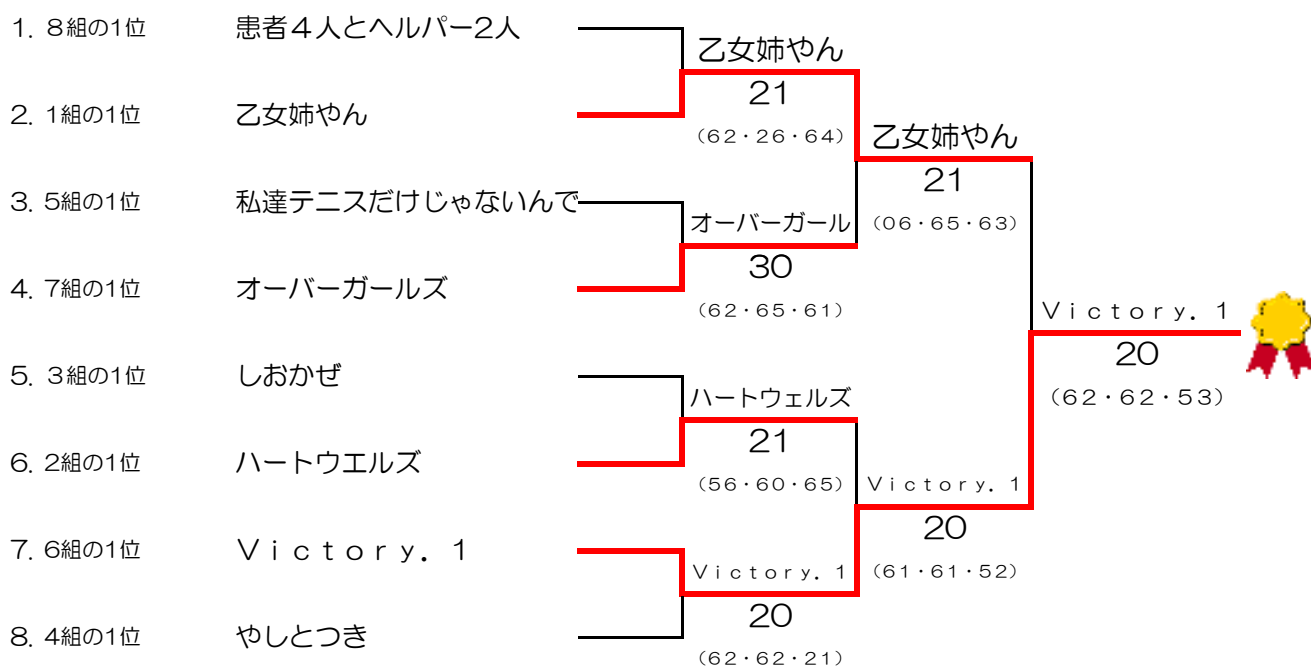 1. 8組の1位 患者４人とヘルパー2人
乙女姉やん
21
2. 1組の1位 乙女姉やん
（６２・２６・６４）
乙女姉やん
21
3. 5組の1位 私達テニスだけじゃないんで
オーバーガール
（０６・６５・６３）
30
4. 7組の1位 オーバーガールズ
（６２・６５・６１）
Ｖｉｃｔｏｒｙ．１
20
5. 3組の1位 しおかぜ
ハートウェルズ
（６２・６２・５３）
21
6. 2組の1位 ハートウエルズ
（５６・６０・６５）
Ｖｉｃｔｏｒｙ．１
20
7. 6組の1位 Ｖｉｃｔｏｒｙ．１
Ｖｉｃｔｏｒｙ．１
（６１・６１・５２）
20
8. 4組の1位 やしとつき
（６２・６２・２１）